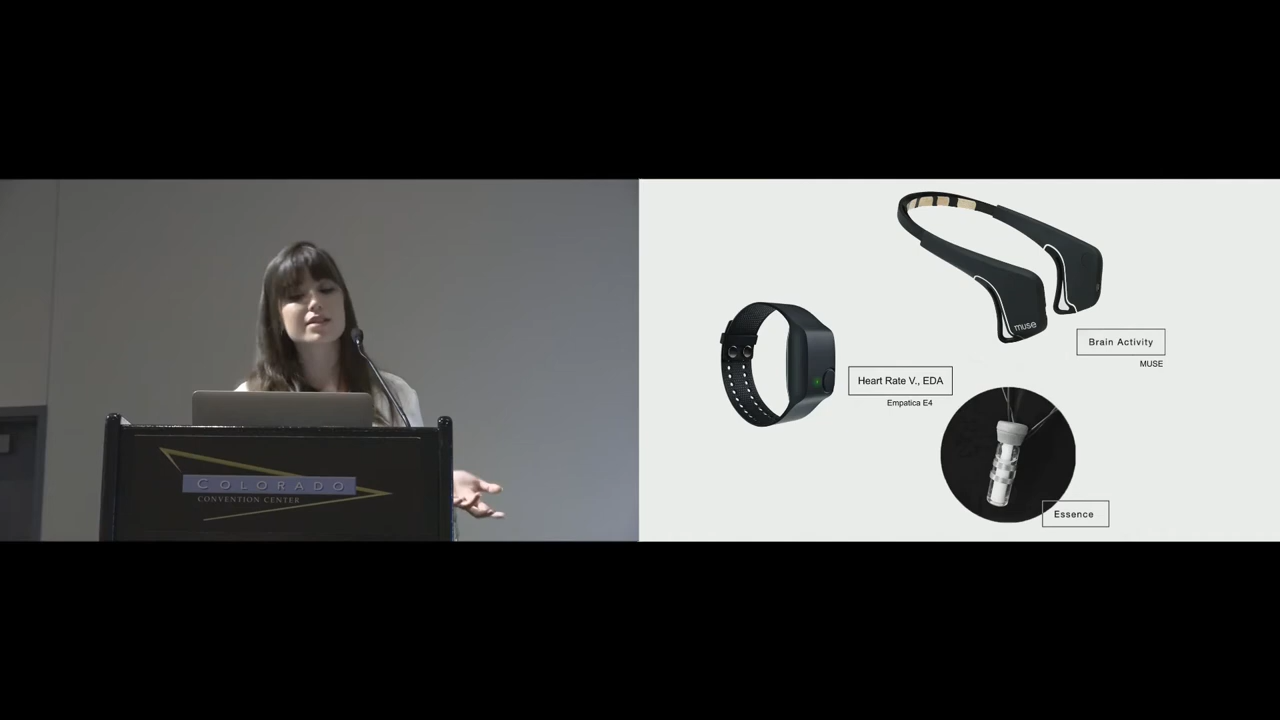 COLORADO
CONVENTION CENTER
muse
Brain Activity
MUSE
Heart Rate V., EDA
Empatica E4
Essence